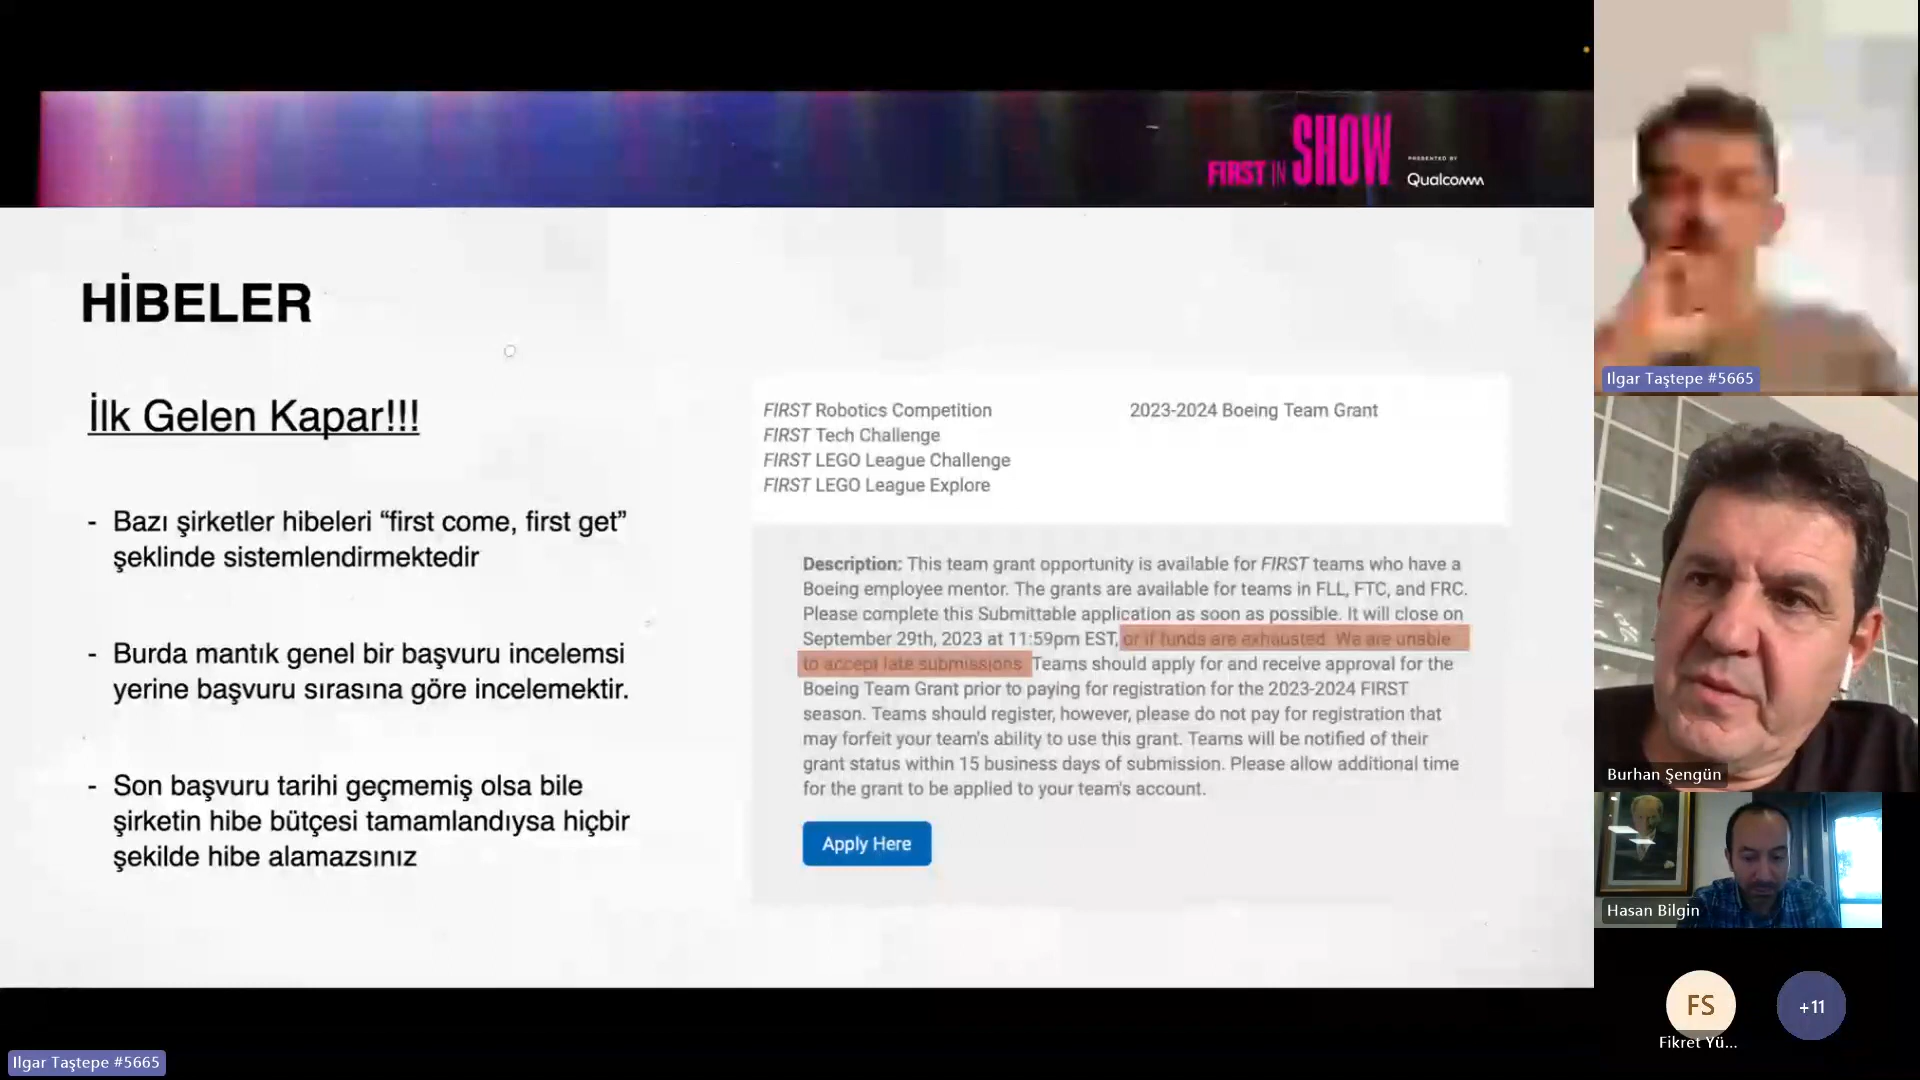 FIRST IN SHOW
PRESENTED BY
Qualcomm
HİBELER
İlk Gelen Kapar!!!
- Bazı şirketler hibeleri “first come, first get”
şeklinde sistemlendirmektedir
- Burda mantık genel bir başvuru incelemsi
yerine başvuru sırasına göre incelemektir.
- Son başvuru tarihi geçmemiş olsa bile
şirketin hibe bütçesi tamamlandıysa hiçbir
şekilde hibe alamazsınız
FIRST Robotics Competition
FIRST Tech Challenge
FIRST LEGO League Challenge
FIRST LEGO League Explore
2023-2024 Boeing Team Grant
Description: This team grant opportunity is available for FIRST teams who have a
Boeing employee mentor. The grants are available for teams in FLL, FTC, and FRC.
Please complete this Submittable application as soon as possible. It will close on
September 29th, 2023 at 11:59pm EST, or if funds are exhausted. We are unable
to accept late submissions. Teams should apply for and receive approval for the
Boeing Team Grant prior to paying for registration for the 2023-2024 FIRST
season. Teams should register, however, please do not pay for registration that
may forfeit your team's ability to use this grant. Teams will be notified of their
grant status within 15 business days of submission. Please allow additional time
for the grant to be applied to your team's account.
Apply Here
Ilgar Taştepe #5665
Burhan Şengün
Hasan Bilgin
FS
Fikret Yü...
+11
Ilgar Taştepe #5665